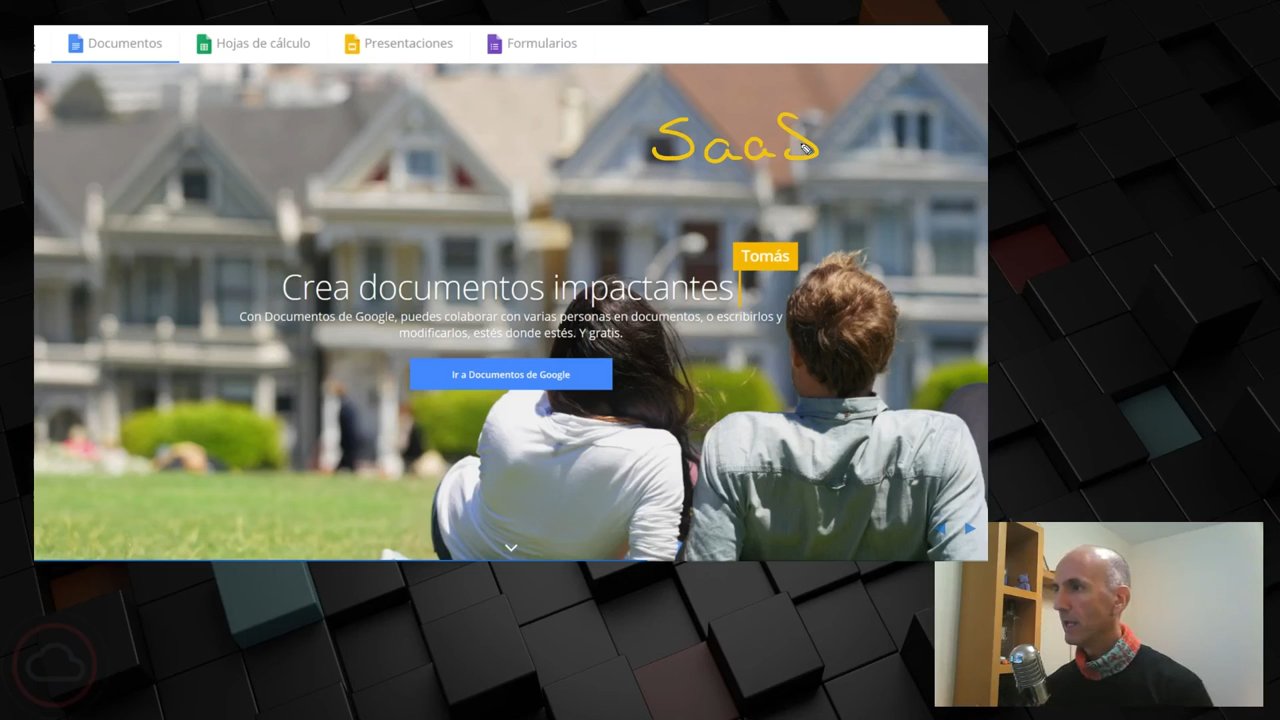 Documentos
Hojas de cálculo
Presentaciones
Formularios
SaaS
Tomás
Crea documentos impactantes
Con Documentos de Google, puedes colaborar con varias personas en documentos, o escribirlos y
modificarlos, estés donde estés. Y gratis.
Ir a Documentos de Google